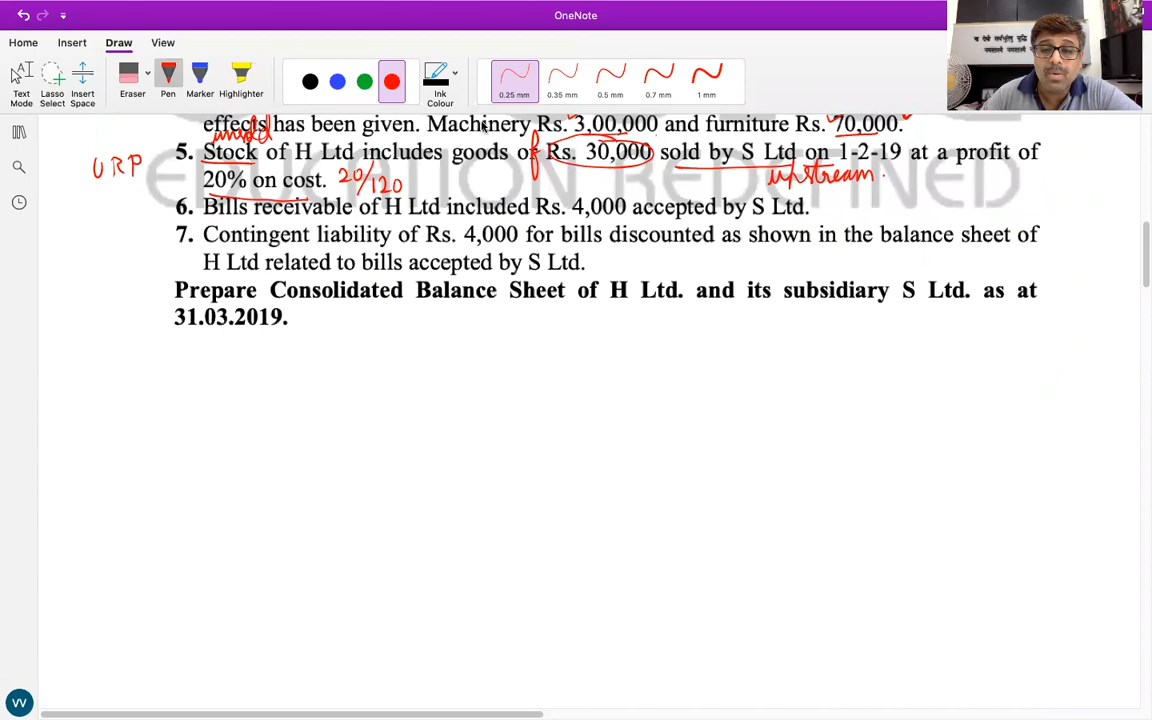 OneNote
Home Insert Draw View
Text Mode
Lasso Select
Insert Space
Eraser
Pen
Marker
Highlighter
Ink Colour
0.25 mm
0.35 mm
0.5 mm
0.7 mm
1 mm
effects has been given. Machinery Rs. 3,00,000 and furniture Rs. 70,000.
unsold
URP
5. Stock of H Ltd includes goods of Rs. 30,000 sold by S Ltd on 1-2-19 at a profit of
20% on cost. 20/120 upstream.
EDUCATION REDEFINED
6. Bills receivable of H Ltd included Rs. 4,000 accepted by S Ltd.
7. Contingent liability of Rs. 4,000 for bills discounted as shown in the balance sheet of
H Ltd related to bills accepted by S Ltd.
Prepare Consolidated Balance Sheet of H Ltd. and its subsidiary S Ltd. as at
31.03.2019.
VV